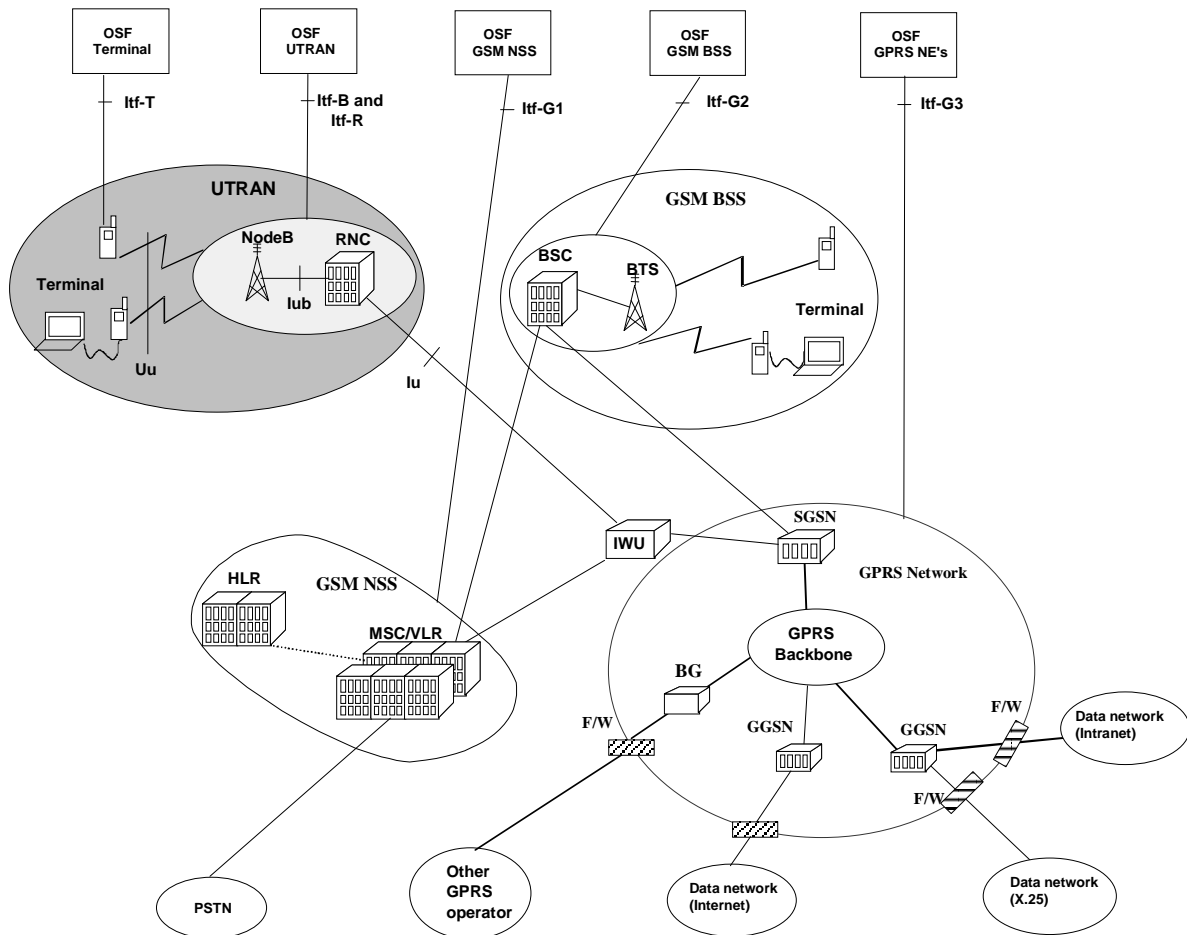 OSF
Terminal
OSF
UTRAN
OSF
GSM NSS
OSF
GSM BSS
OSF
GPRS NE's
Itf-T
Itf-B and
Itf-R
Itf-G1
Itf-G2
Itf-G3
UTRAN
GSM BSS
NodeB
RNC
BSC
BTS
Terminal
Iub
Terminal
Uu
Iu
SGSN
IWU
GPRS Network
HLR
GSM NSS
MSC/VLR
GPRS
Backbone
BG
F/W
GGSN
GGSN
F/W
Data network
(Intranet)
F/W
Other
GPRS
operator
Data network
(Internet)
Data network
(X.25)
PSTN